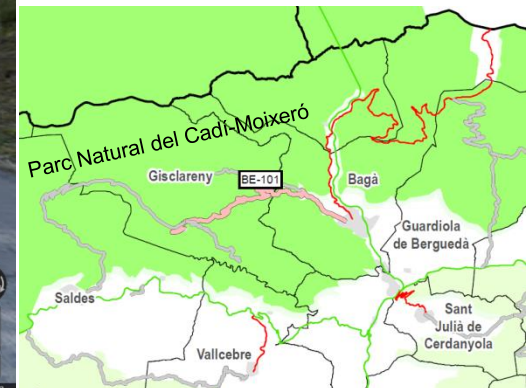 Parc Natural del Cadí-Moixeró
Gisclareny
BE-101
Bagà
Guardiola
de Berguedà
Saldes
Sant
Julià de
Cerdanyola
Vallcebre